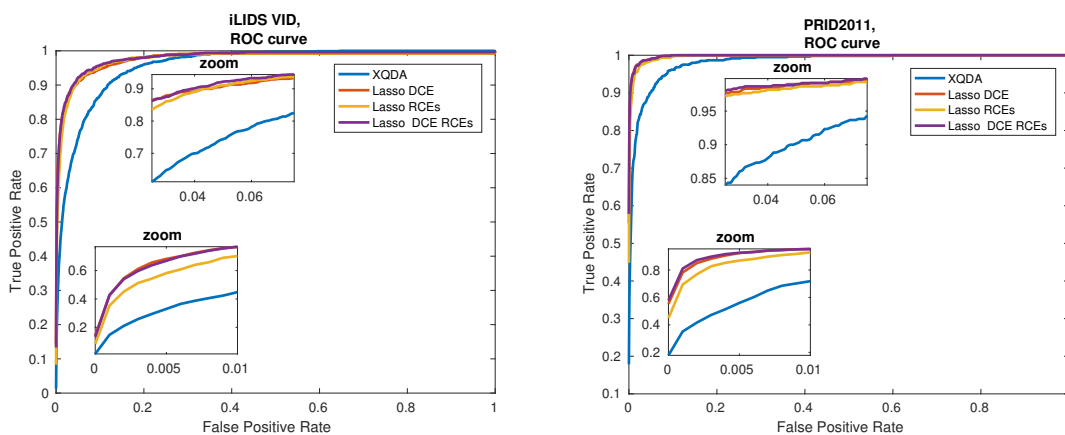 iLIDS VID,
ROC curve
1
0.9
0.8
0.7
0.6
0.5
0.4
0.3
0.2
0.1
0
True Positive Rate
0
0.2
0.4
0.6
0.8
1
False Positive Rate
zoom
0.9
0.8
0.7
0.04
0.06
XQDA
Lasso DCE
Lasso RCEs
Lasso DCE RCEs
zoom
0.6
0.4
0.2
0
0.005
0.01
PRID2011,
ROC curve
1
0.9
0.8
0.7
0.6
0.5
0.4
0.3
0.2
0.1
True Positive Rate
0
0.2
0.4
0.6
0.8
False Positive Rate
zoom
0.95
0.9
0.85
0.04
0.06
XQDA
Lasso DCE
Lasso RCEs
Lasso DCE RCEs
zoom
0.8
0.6
0.4
0.2
0
0.005
0.01